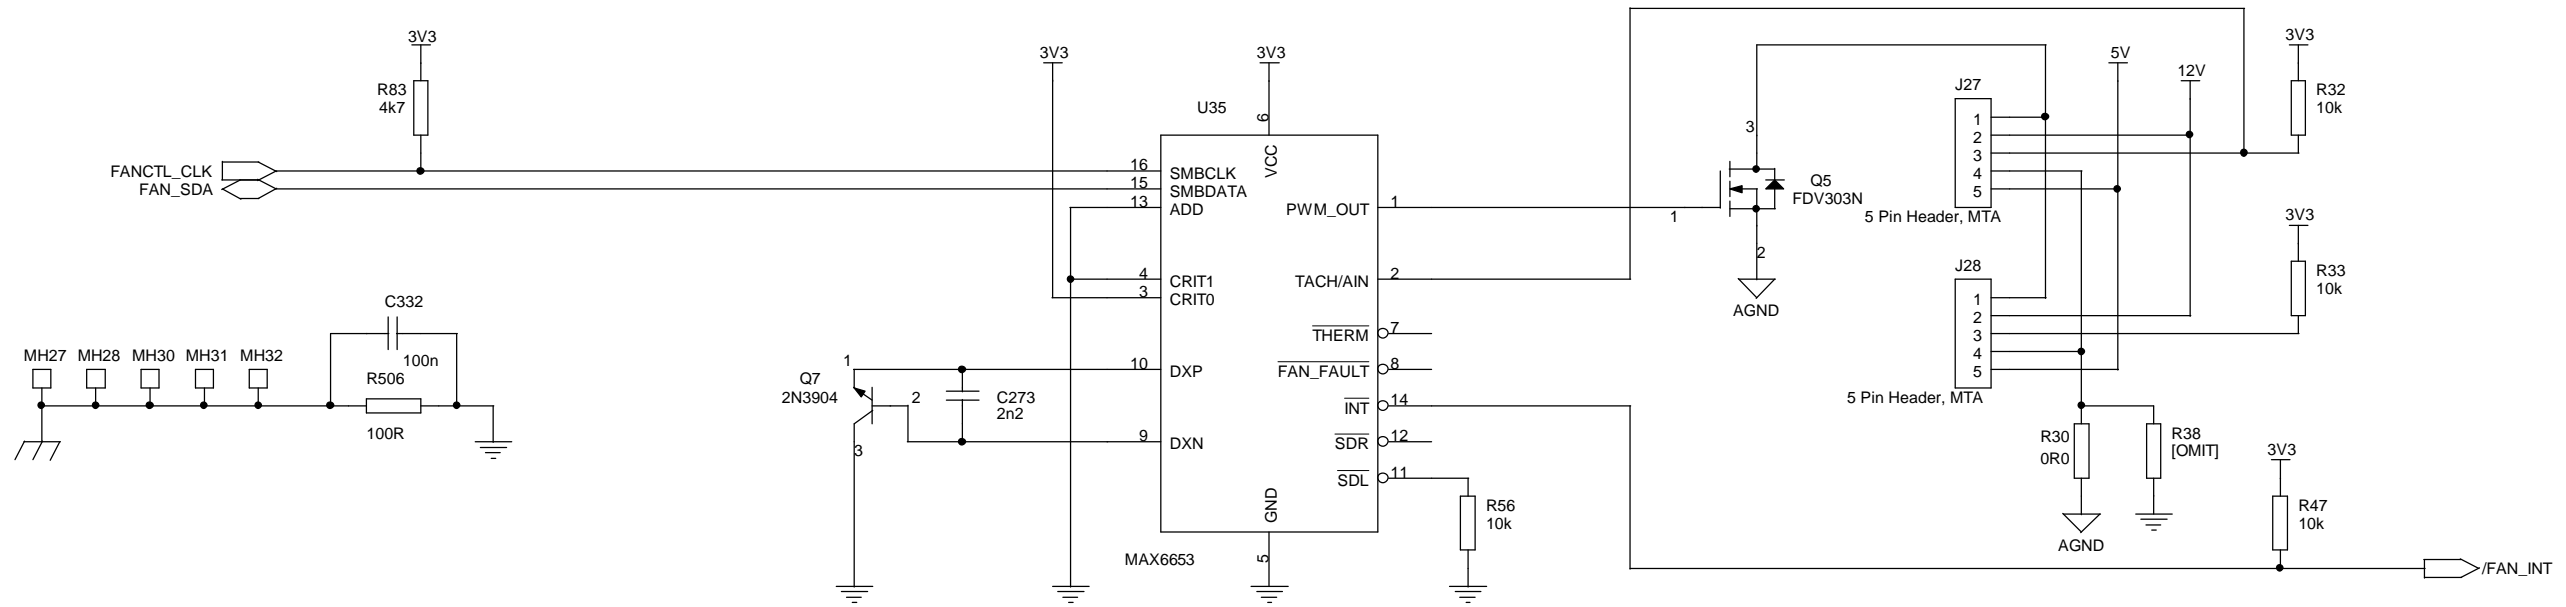 3V3
R83
4k7
FANCTL_CLK
FAN_SDA
3V3
3V3
U35
6
VCC
16
SMBCLK
15
SMBDATA
13
ADD
4
CRIT1
3
CRIT0
10
DXP
9
DXN
GND
5
MAX6653
PWM_OUT
1
TACH/AIN
2
THERM
7
FAN_FAULT
8
INT
14
SDR
12
SDL
11
R56
10k
Q7
2N3904
1
2
3
C273
2n2
C332
100n
R506
100R
MH27
MH28
MH30
MH31
MH32
3
1
2
Q5
FDV303N
AGND
J27
1
2
3
4
5
5 Pin Header, MTA
J28
1
2
3
4
5
5 Pin Header, MTA
5V
12V
3V3
R32
10k
3V3
R33
10k
R30
0R0
AGND
R38
[OMIT]
3V3
R47
10k
/FAN_INT